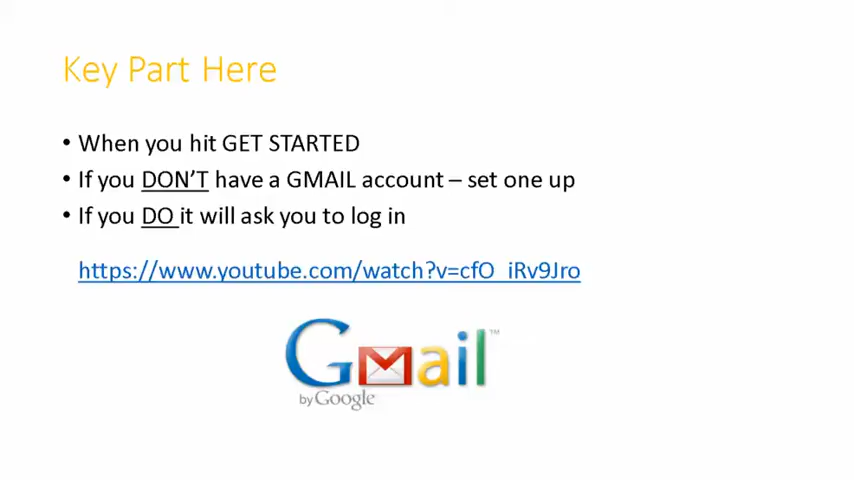 Key Part Here
• When you hit GET STARTED
• If you DON'T have a GMAIL account – set one up
• If you DO it will ask you to log in
https://www.youtube.com/watch?v=cfO_iRv9Jro
Gmail™
by Google